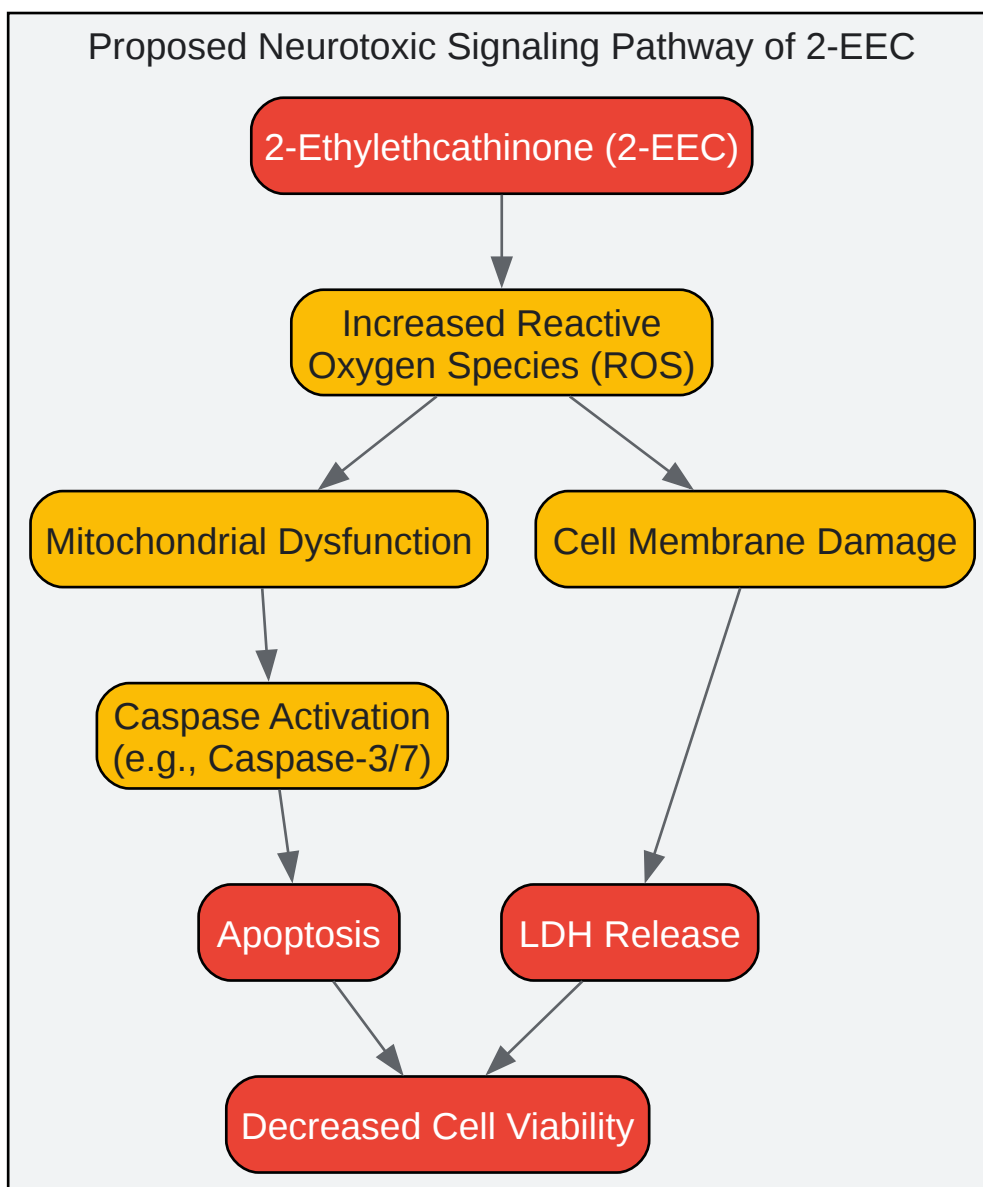 Proposed Neurotoxic Signaling Pathway of 2-EEC
2-Ethylethcathinone (2-EEC)
Increased Reactive
Oxygen Species (ROS)
Mitochondrial Dysfunction
Cell Membrane Damage
Caspase Activation
(e.g., Caspase-3/7)
Apoptosis
LDH Release
Decreased Cell Viability